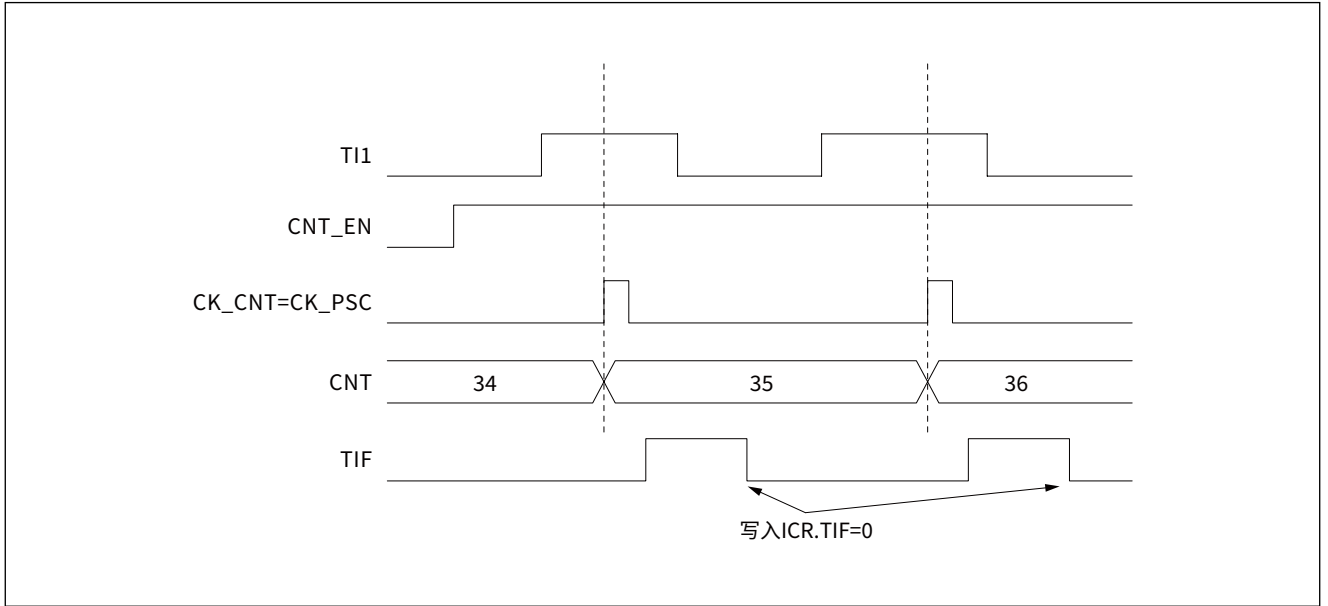 TI1
CNT_EN
CK_CNT=CK_PSC
CNT 34 35 36
TIF
写入ICR.TIF=0